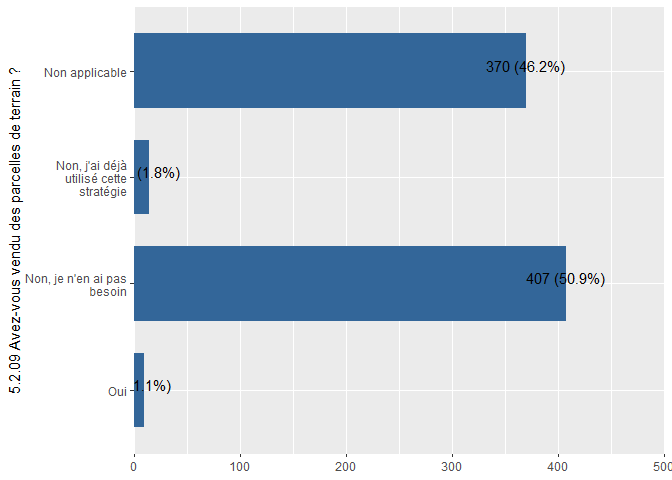 5.2.09 Avez-vous vendu des parcelles de terrain ?
Non applicable
370 (46.2%)
Non, j'ai déjà
utilisé cette
stratégie
(1.8%)
Non, je n'en ai pas
besoin
407 (50.9%)
Oui
1.1%)
0 100 200 300 400 500